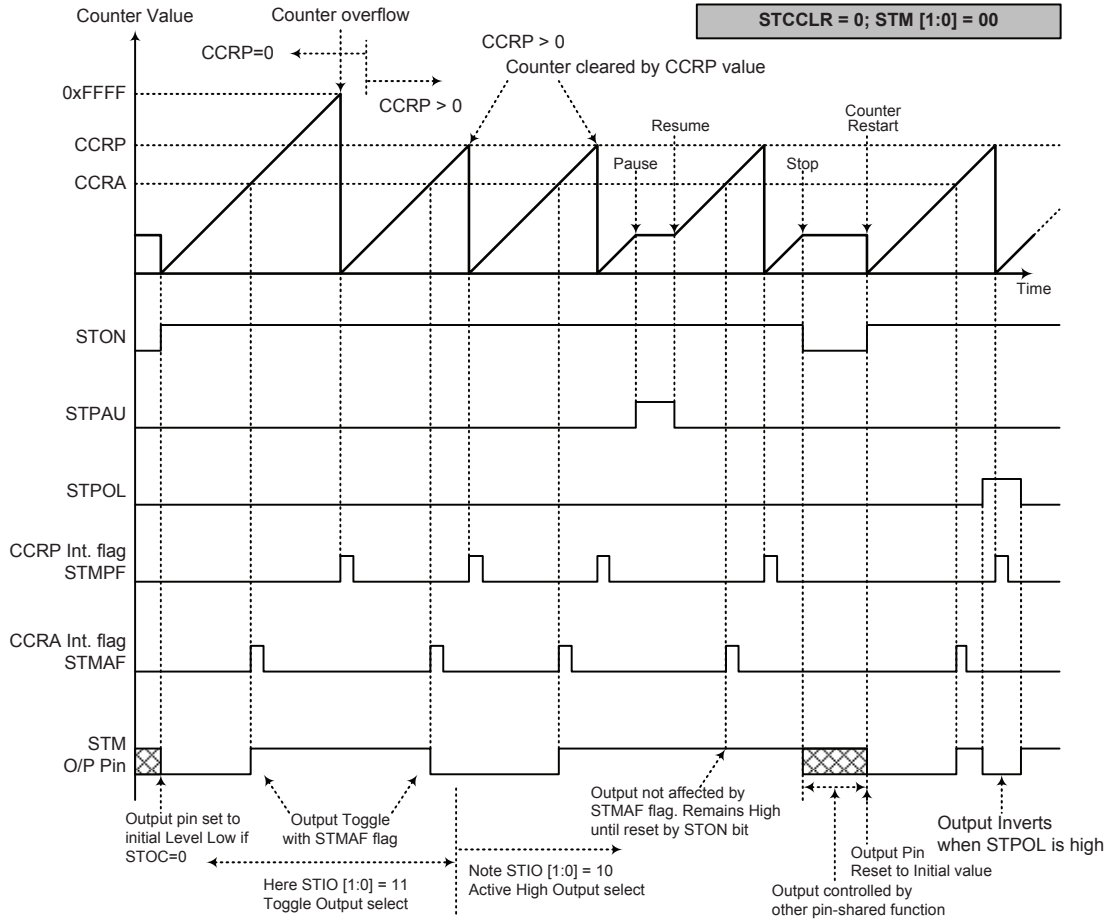 Counter Value
Counter overflow
STCCLR = 0; STM [1:0] = 00
CCRP=0
CCRP > 0
CCRP > 0
Counter cleared by CCRP value
0xFFFF
CCRP
CCRA
Pause
Resume
Stop
Counter
Restart
Time
STON
STPAU
STPOL
CCRP Int. flag
STMPF
CCRA Int. flag
STMAF
STM
O/P Pin
Output pin set to
initial Level Low if
STOC=0
Output Toggle
with STMAF flag
Here STIO [1:0] = 11
Toggle Output select
Note STIO [1:0] = 10
Active High Output select
Output not affected by
STMAF flag. Remains High
until reset by STON bit
Output controlled by
other pin-shared function
Output Pin
Reset to Initial value
Output Inverts
when STPOL is high